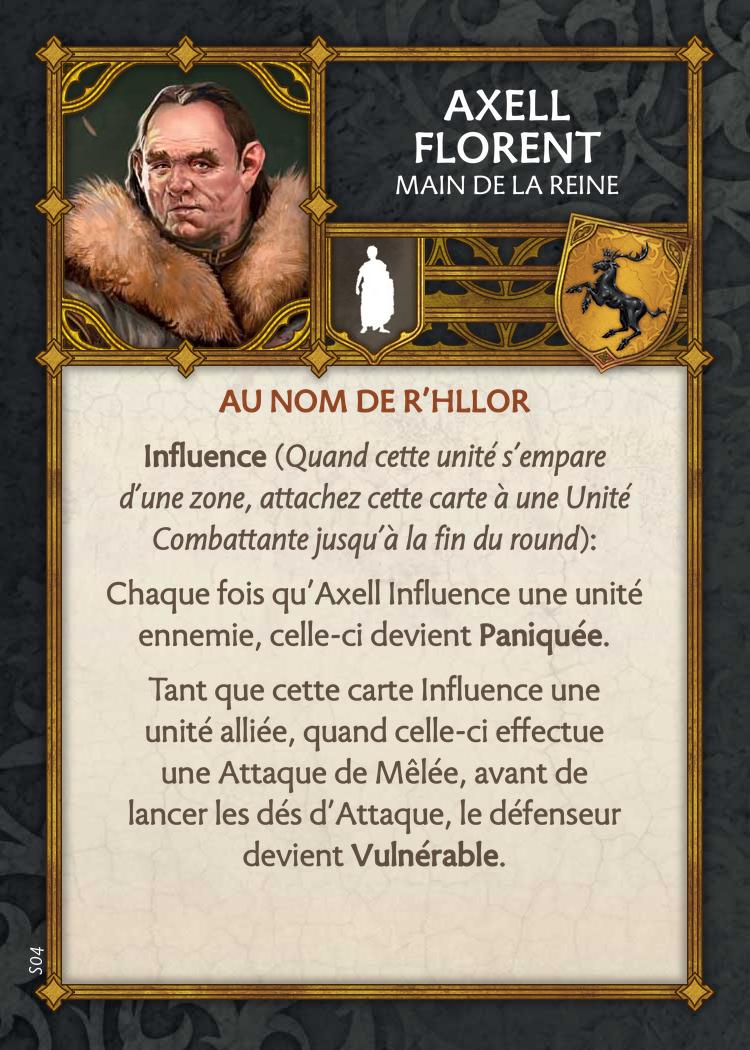 AXELL
FLORENT
MAIN DE LA REINE
AU NOM DE R’HLLOR
Influence (Quand cette unité s’empare
d’une zone, attachez cette carte à une Unité
Combattante jusqu’à la fin du round):
Chaque fois qu’Axell Influence une unité
ennemie, celle-ci devient Paniquée.
Tant que cette carte Influence une
unité alliée, quand celle-ci effectue
une Attaque de Mêlée, avant de
lancer les dés d’Attaque, le défenseur
devient Vulnérable.
S04